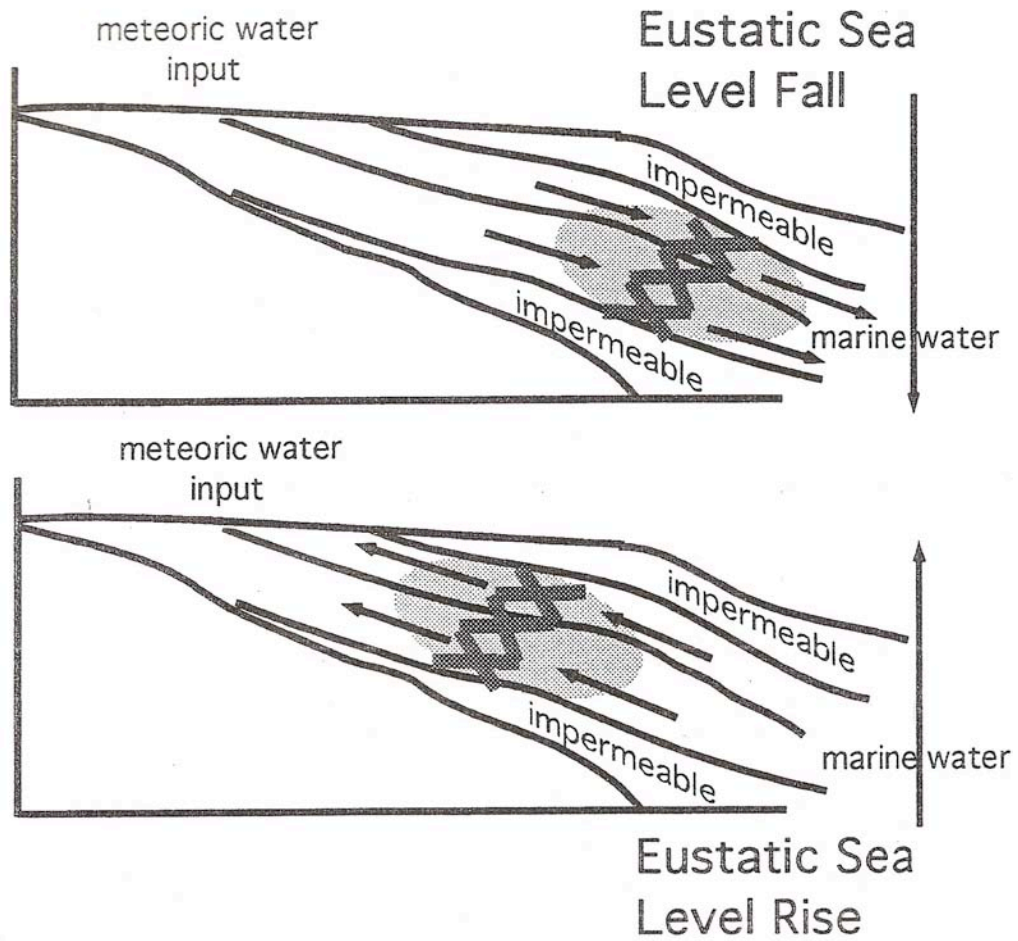 meteoric water
input
Eustatic Sea
Level Fall
impermeable
impermeable
marine water
meteoric water
input
impermeable
impermeable
marine water
Eustatic Sea
Level Rise